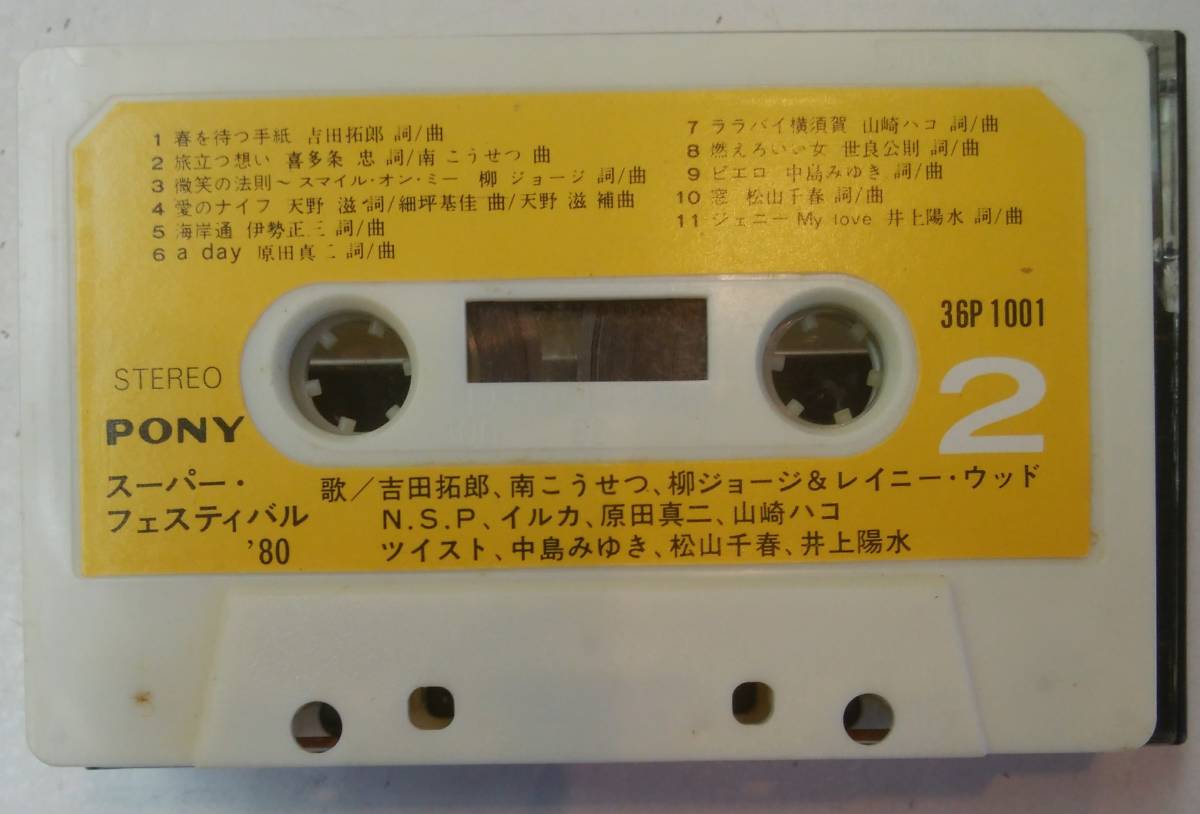 1 春を待つ手紙 吉田拓郎 詞/曲
2 旅立つ想い 喜多条 忠 詞/南 こうせつ 曲
3 微笑の法則～スマイル・オン・ミー 柳 ジョージ 詞/曲
4 愛のナイフ 天野 滋 詞/細坪基佳 曲/天野 滋 補曲
5 海岸通 伊勢正三 詞/曲
6 a day 原田真二 詞/曲
7 ララバイ横須賀 山崎ハコ 詞/曲
8 燃えろいい女 世良公則 詞/曲
9 ピエロ 中島みゆき 詞/曲
10 窓 松山千春 詞/曲
11 ジェニー My love 井上陽水 詞/曲
36P 1001
2
STEREO
PONY
スーパー・
フェスティバル
'80
歌/吉田拓郎、南こうせつ、柳ジョージ&レイニー・ウッド
N.S.P、イルカ、原田真二、山崎ハコ
ツイスト、中島みゆき、松山千春、井上陽水